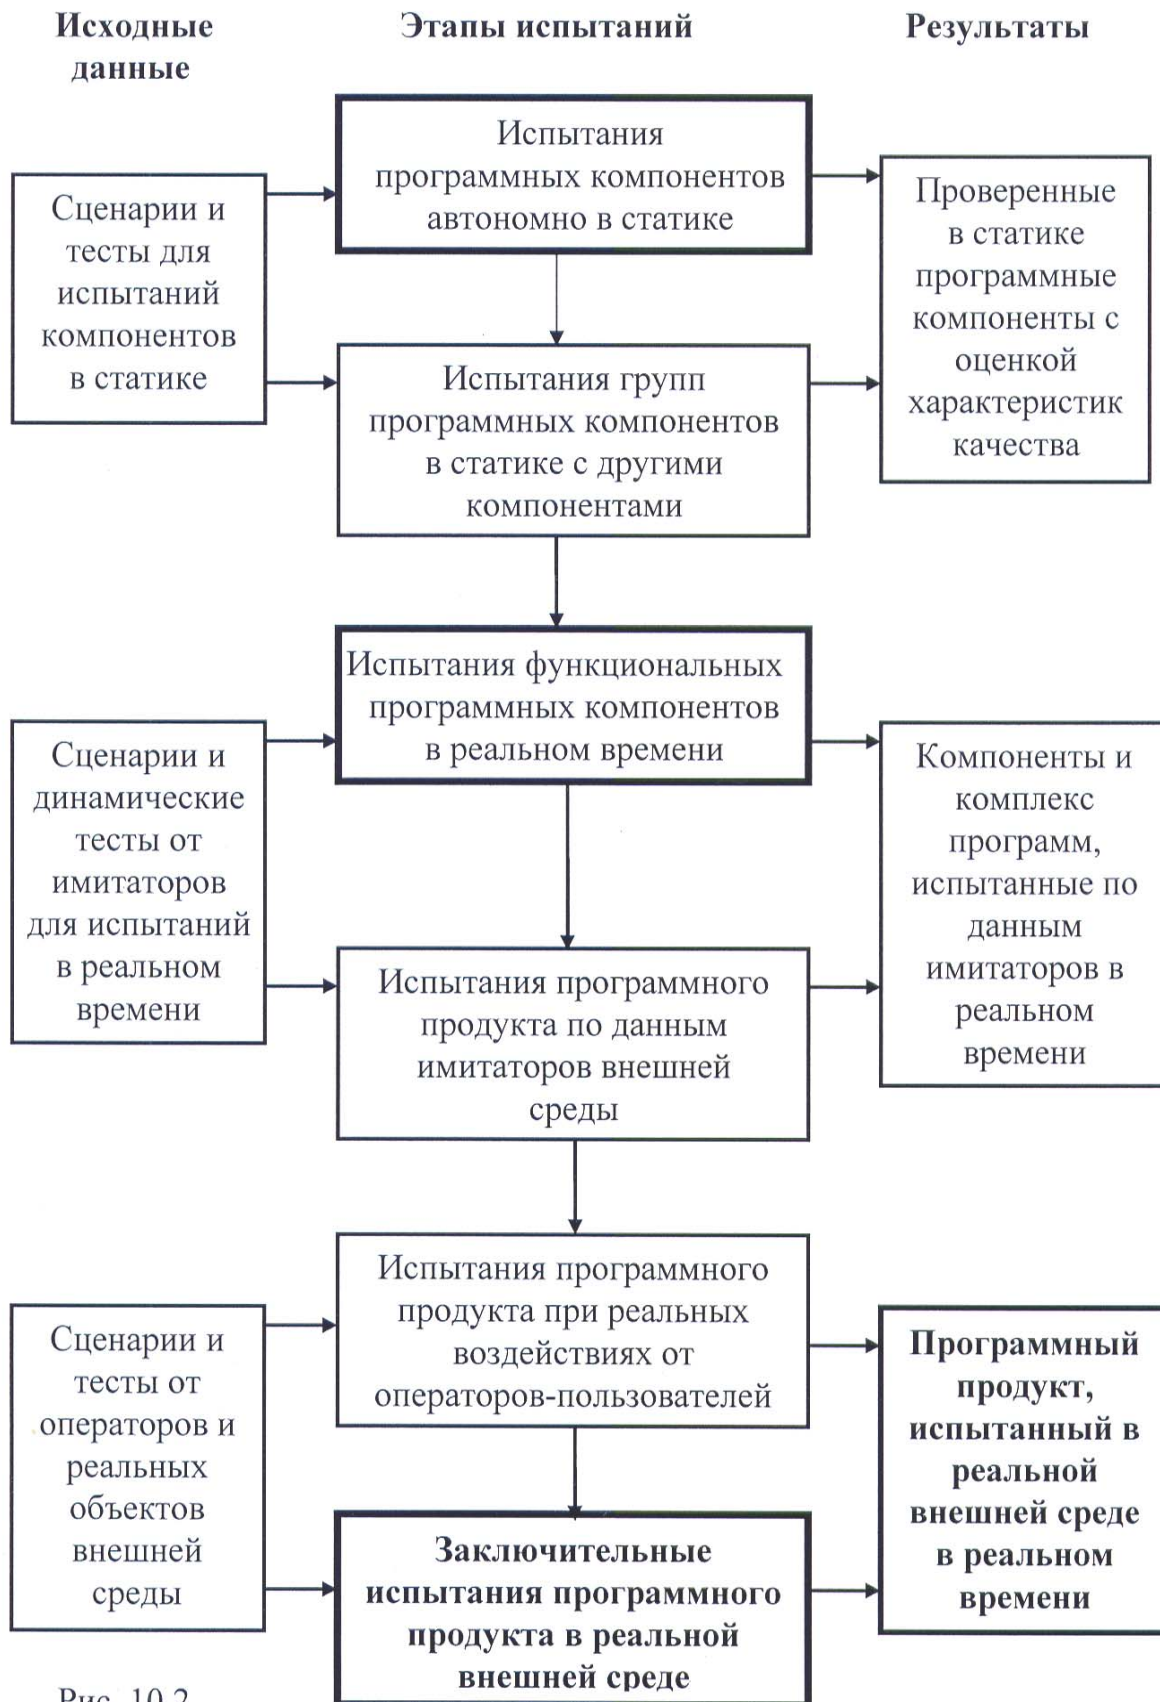 Исходные
данные
Этапы испытаний
Результаты
Испытания
программных компонентов
автономно в статике
Сценарии и
тесты для
испытаний
компонентов
в статике
Проверенные
в статике
программные
компоненты с
оценкой
характеристик
качества
Испытания групп
программных компонентов
в статике с другими
компонентами
Испытания функциональных
программных компонентов
в реальном времени
Сценарии и
динамические
тесты от
имитаторов
для испытаний
в реальном
времени
Компоненты и
комплекс
программ,
испытанные по
данным
имитаторов в
реальном
времени
Испытания программного
продукта по данным
имитаторов внешней
среды
Испытания программного
продукта при реальных
воздействиях от
операторов-пользователей
Сценарии и
тесты от
операторов и
реальных
объектов
внешней
среды
Программный
продукт,
испытанный в
реальной
внешней среде
в реальном
времени
Заключительные
испытания программного
продукта в реальной
внешней среде
Рис. 10.2